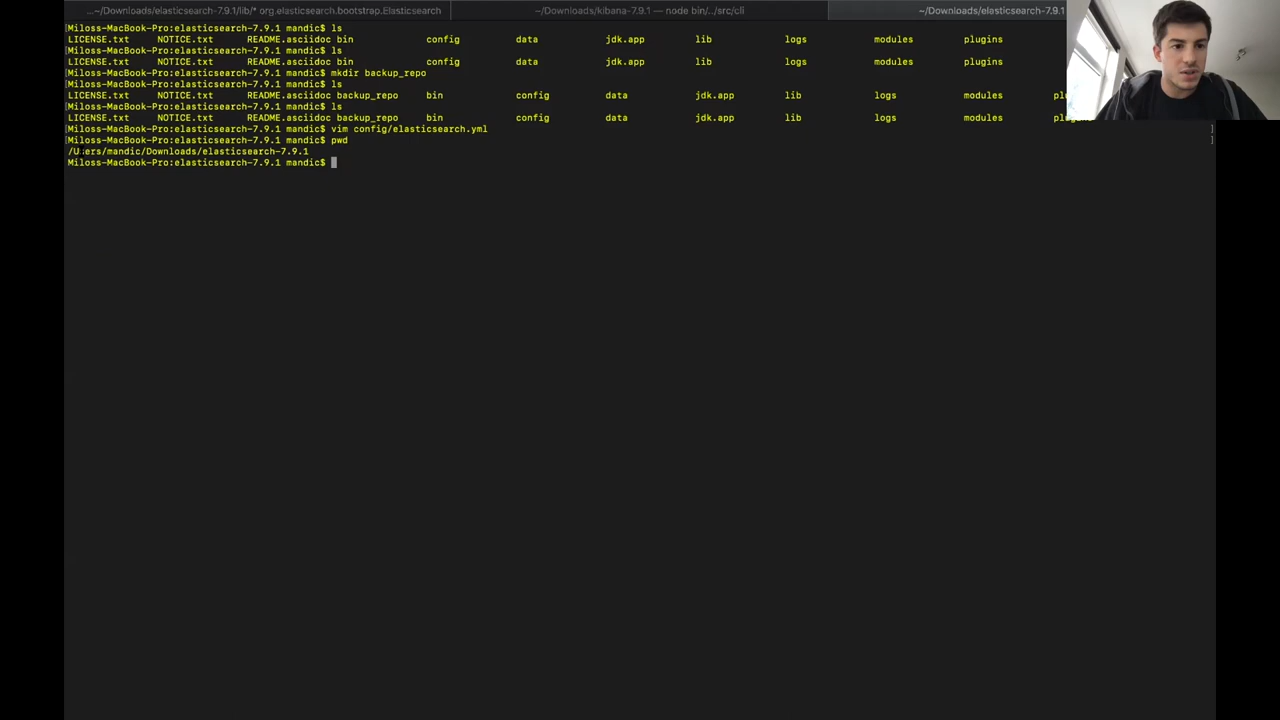 ...~/Downloads/elasticsearch-7.9.1/lib/* org.elasticsearch.bootstrap.Elasticsearch ~/Downloads/kibana-7.9.1 — node bin/../src/cli ~/Downloads/elasticsearch-7.9.1
[Miloss-MacBook-Pro:elasticsearch-7.9.1 mandic$ ls
LICENSE.txt NOTICE.txt README.asciidoc bin config data jdk.app lib logs modules plugins
[Miloss-MacBook-Pro:elasticsearch-7.9.1 mandic$ ls
LICENSE.txt NOTICE.txt README.asciidoc bin config data jdk.app lib logs modules plugins
[Miloss-MacBook-Pro:elasticsearch-7.9.1 mandic$ mkdir backup_repo
[Miloss-MacBook-Pro:elasticsearch-7.9.1 mandic$ ls
LICENSE.txt NOTICE.txt README.asciidoc backup_repo bin config data jdk.app lib logs modules
[Miloss-MacBook-Pro:elasticsearch-7.9.1 mandic$ ls
LICENSE.txt NOTICE.txt README.asciidoc backup_repo bin config data jdk.app lib logs modules
[Miloss-MacBook-Pro:elasticsearch-7.9.1 mandic$ vim config/elasticsearch.yml ]
[Miloss-MacBook-Pro:elasticsearch-7.9.1 mandic$ pwd ]
/Users/mandic/Downloads/elasticsearch-7.9.1
Miloss-MacBook-Pro:elasticsearch-7.9.1 mandic$